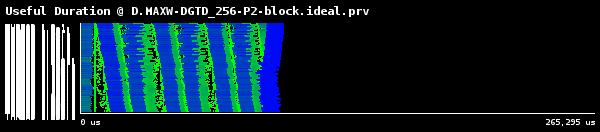 Useful Duration @ D.MAXW-DGTD_256-P2-block.ideal.prv
0 us
265,295 us